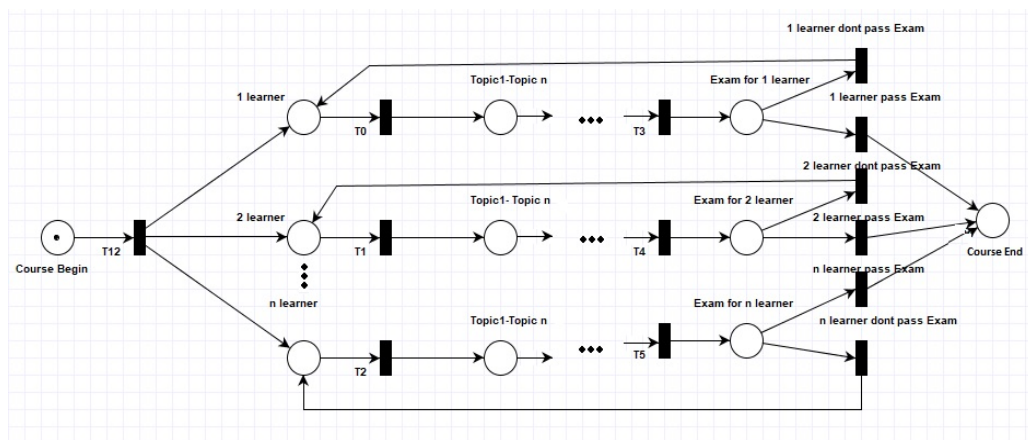 1 learner dont pass Exam
Topic1-Topic n
Exam for 1 learner
1 learner
1 learner pass Exam
T0
T3
2 learner dont pass Exam
Topic1- Topic n
Exam for 2 learner
2 learner
2 learner pass Exam
T12
T1
T4
Course End
Course Begin
n learner pass Exam
n learner
Exam for n learner
Topic1-Topic n
n learner dont pass Exam
T2
T5